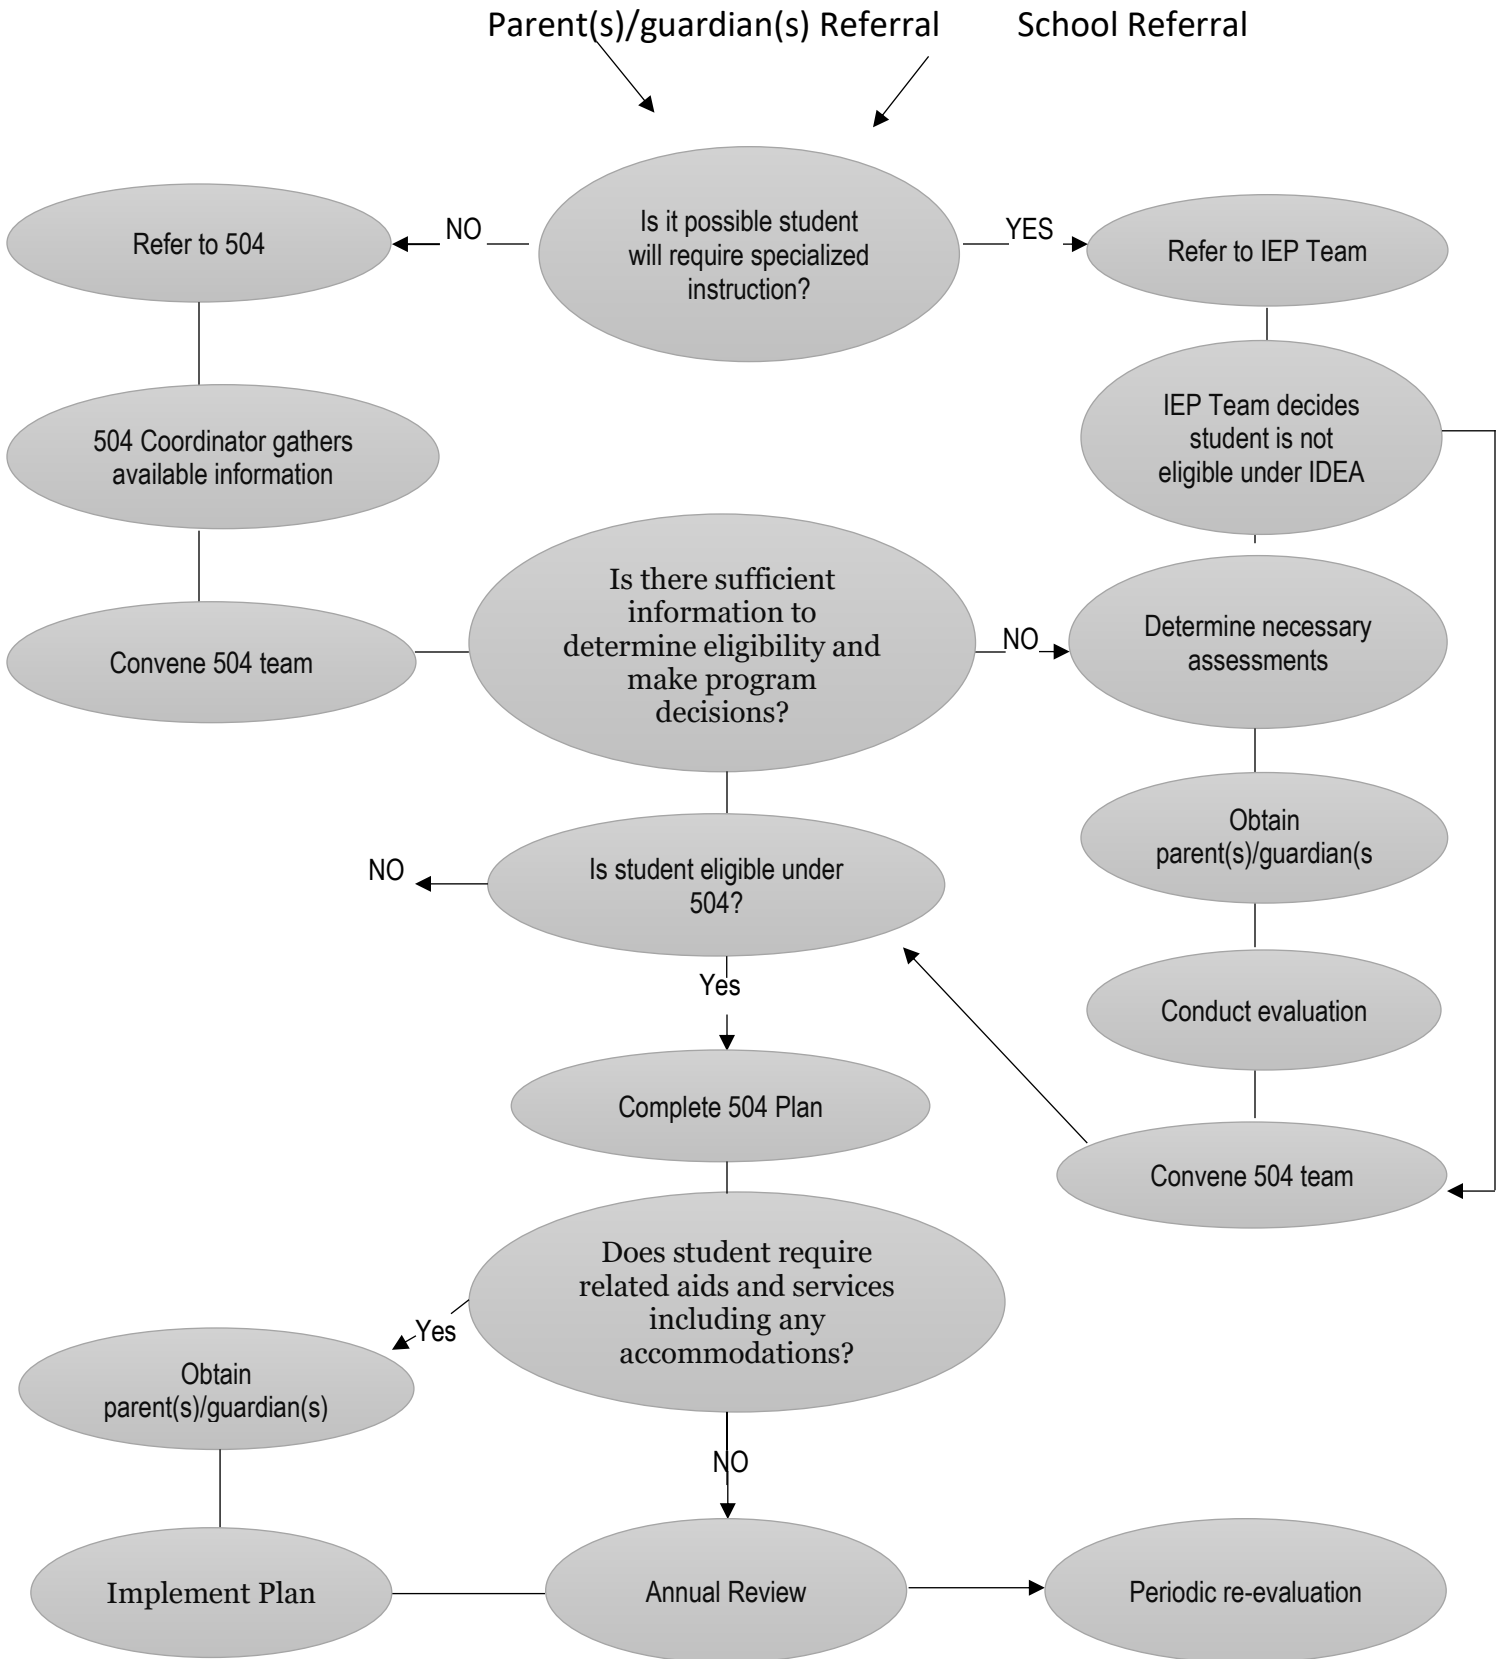 Parent(s)/guardian(s) Referral
School Referral
Is it possible student
will require specialized
instruction?
NO
YES
Refer to 504
Refer to IEP Team
504 Coordinator gathers
available information
IEP Team decides
student is not
eligible under IDEA
Convene 504 team
Is there sufficient
information to
determine eligibility and
make program
decisions?
NO
Determine necessary
assessments
Obtain
parent(s)/guardian(s
Is student eligible under
504?
NO
Yes
Conduct evaluation
Complete 504 Plan
Convene 504 team
Does student require
related aids and services
including any
accommodations?
Yes
Obtain
parent(s)/guardian(s)
NO
Implement Plan
Annual Review
Periodic re-evaluation